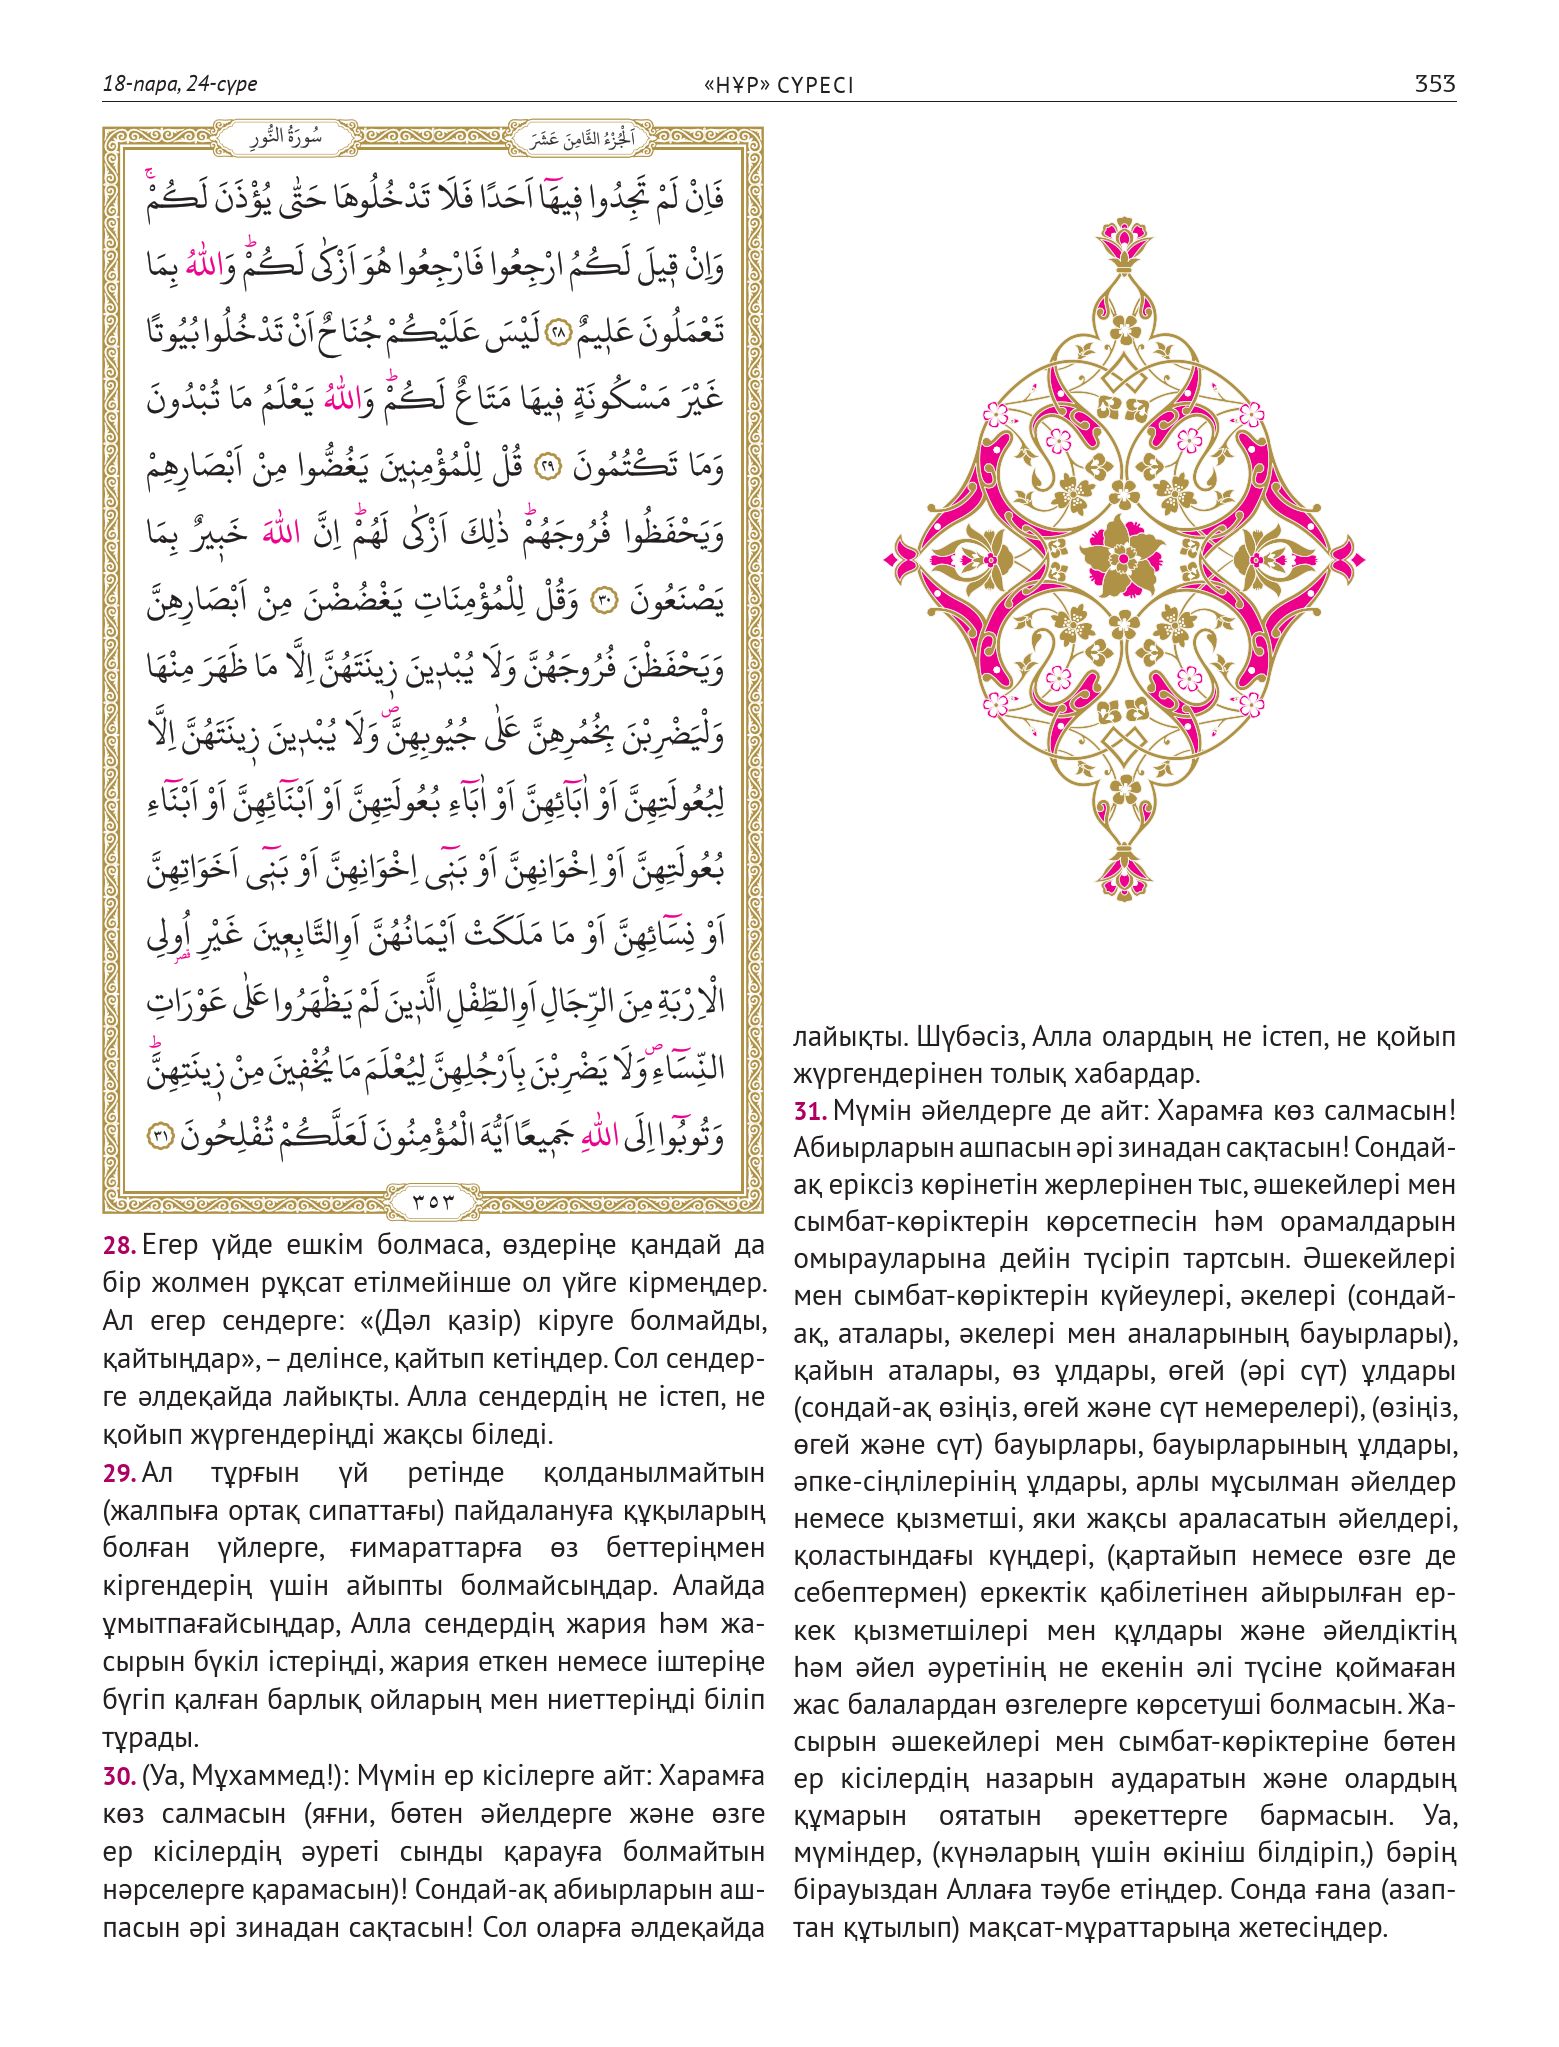 18-пара, 24-сүре
«НҰР» СҮРЕСІ
353
سُورَةُ النُّورِ
اَلْجُزْءُ الثَّامِنَ عَشَرَ
فَاِنْ لَمْ تَجِدُوا فٖيهَٓا اَحَدًا فَلَا تَدْخُلُوهَا حَتّٰى يُؤْذَنَ لَكُمْۚ
وَاِنْ قٖيلَ لَكُمُ ارْجِعُوا فَارْجِعُوا هُوَ اَزْكٰى لَكُمْؕ وَاللّٰهُ بِمَا
تَعْمَلُونَ عَلٖيمٌ ﴿٢٨﴾ لَيْسَ عَلَيْكُمْ جُنَاحٌ اَنْ تَدْخُلُوا بُيُوتًا
غَيْرَ مَسْكُونَةٍ فٖيهَا مَتَاعٌ لَكُمْؕ وَاللّٰهُ يَعْلَمُ مَا تُبْدُونَ
وَمَا تَكْتُمُونَ ﴿٢٩﴾ قُلْ لِلْمُؤْمِنٖينَ يَغُضُّوا مِنْ اَبْصَارِهِمْ
وَيَحْفَظُوا فُرُوجَهُمْؕ ذٰلِكَ اَزْكٰى لَهُمْؕ اِنَّ اللّٰهَ خَبٖيرٌ بِمَا
يَصْنَعُونَ ﴿٣٠﴾ وَقُلْ لِلْمُؤْمِنَاتِ يَغْضُضْنَ مِنْ اَبْصَارِهِنَّ
وَيَحْفَظْنَ فُرُوجَهُنَّ وَلَا يُبْدٖينَ زٖينَتَهُنَّ اِلَّا مَا ظَهَرَ مِنْهَا
وَلْيَضْرِبْنَ بِخُمُرِهِنَّ عَلٰى جُيُوبِهِنَّۖ وَلَا يُبْدٖينَ زٖينَتَهُنَّ اِلَّا
لِبُعُولَتِهِنَّ اَوْ اٰبَٓائِهِنَّ اَوْ اٰبَٓاءِ بُعُولَتِهِنَّ اَوْ اَبْنَٓائِهِنَّ اَوْ اَبْنَٓاءِ
بُعُولَتِهِنَّ اَوْ اِخْوَانِهِنَّ اَوْ بَنٖٓى اِخْوَانِهِنَّ اَوْ بَنٖٓى اَخَوَاتِهِنَّ
اَوْ نِسَٓائِهِنَّ اَوْ مَا مَلَكَتْ اَيْمَانُهُنَّ اَوِالتَّابِعٖينَ غَيْرِ اُو۬لِى
الْاِرْبَةِ مِنَ الرِّجَالِ اَوِالطِّفْلِ الَّذٖينَ لَمْ يَظْهَرُوا عَلٰى عَوْرَاتِ
النِّسَٓاءِۖ وَلَا يَضْرِبْنَ بِاَرْجُلِهِنَّ لِيُعْلَمَ مَا يُخْفٖينَ مِنْ زٖينَتِهِنَّؕ
وَتُوبُٓوا اِلَى اللّٰهِ جَمٖيعًا اَيُّهَ الْمُؤْمِنُونَ لَعَلَّكُمْ تُفْلِحُونَ ﴿٣١﴾
٣٥٣
28. Егер үйде ешкім болмаса, өздеріңе қандай да
бір жолмен рұқсат етілмейінше ол үйге кірмеңдер.
Ал егер сендерге: «(Дәл қазір) кіруге болмайды,
қайтыңдар», – делінсе, қайтып кетіңдер. Сол сендер-
ге әлдеқайда лайықты. Алла сендердің не істеп, не
қойып жүргендеріңді жақсы біледі.
29. Ал тұрғын үй ретінде қолданылмайтын
(жалпыға ортақ сипаттағы) пайдалануға құқыларың
болған үйлерге, ғимараттарға өз беттеріңмен
кіргендерің үшін айыпты болмайсыңдар. Алайда
ұмытпағайсыңдар, Алла сендердің жария һәм жа-
сырын бүкіл істеріңді, жария еткен немесе іштеріңе
бүгіп қалған барлық ойларың мен ниеттеріңді біліп
тұрады.
30. (Уа, Мұхаммед!): Мүмін ер кісілерге айт: Харамға
көз салмасын (яғни, бөтен әйелдерге және өзге
ер кісілердің әуреті сынды қарауға болмайтын
нәрселерге қарамасын)! Сондай-ақ абиырларын аш-
пасын әрі зинадан сақтасын! Сол оларға әлдеқайда
лайықты. Шүбәсіз, Алла олардың не істеп, не қойып
жүргендерінен толық хабардар.
31. Мүмін әйелдерге де айт: Харамға көз салмасын!
Абиырларын ашпасын әрі зинадан сақтасын! Сондай-
ақ еріксіз көрінетін жерлерінен тыс, әшекейлері мен
сымбат-көріктерін көрсетпесін һәм орамалдарын
омырауларына дейін түсіріп тартсын. Әшекейлері
мен сымбат-көріктерін күйеулері, әкелері (сондай-
ақ, аталары, әкелері мен аналарының бауырлары),
қайын аталары, өз ұлдары, өгей (әрі сүт) ұлдары
(сондай-ақ өзіңіз, өгей және сүт немерелері), (өзіңіз,
өгей және сүт) бауырлары, бауырларының ұлдары,
әпке-сіңлілерінің ұлдары, арлы мұсылман әйелдер
немесе қызметші, яки жақсы араласатын әйелдері,
қоластындағы күңдері, (қартайып немесе өзге де
себептермен) еркектік қабілетінен айырылған ер-
кек қызметшілері мен құлдары және әйелдіктің
һәм әйел әуретінің не екенін әлі түсіне қоймаған
жас балалардан өзгелерге көрсетуші болмасын. Жа-
сырын әшекейлері мен сымбат-көріктеріне бөтен
ер кісілердің назарын аударатын және олардың
құмарын оятатын әрекеттерге бармасын. Уа,
мүміндер, (күнәларың үшін өкініш білдіріп,) бәрің
бірауыздан Аллаға тәубе етіңдер. Сонда ғана (азап-
тан құтылып) мақсат-мұраттарыңа жетесіңдер.